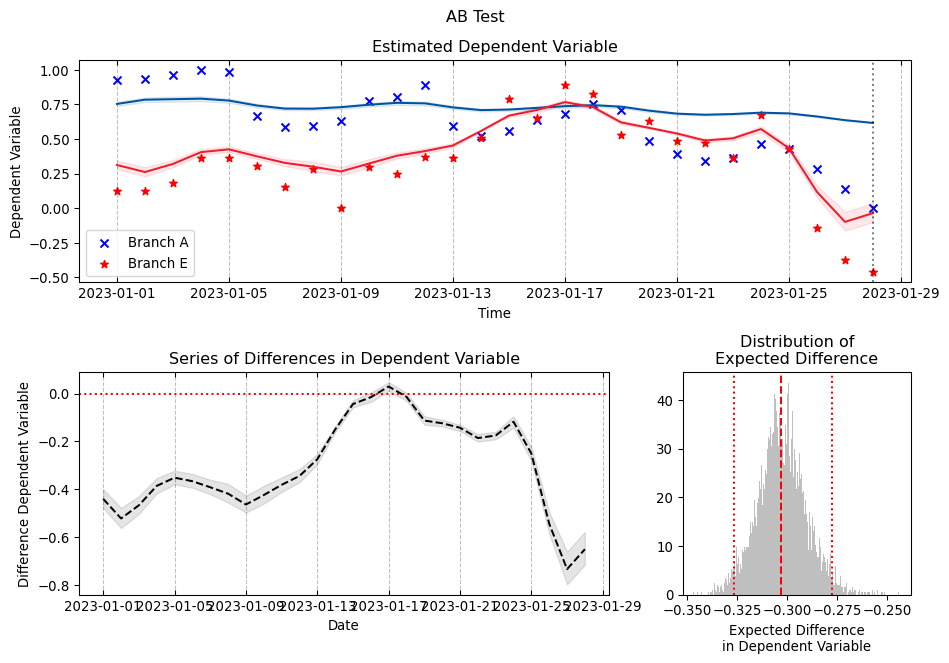 AB Test
Estimated Dependent Variable
1.00
0.75
0.50
0.25
0.00
−0.25
−0.50
Dependent Variable
Branch A
Branch E
2023-01-01 2023-01-05 2023-01-09 2023-01-13 2023-01-17 2023-01-21 2023-01-25 2023-01-29
Time
Series of Differences in Dependent Variable
0.0
−0.2
−0.4
−0.6
−0.8
Difference Dependent Variable
2023-01-01 2023-01-05 2023-01-09 2023-01-13 2023-01-17 2023-01-21 2023-01-25 2023-01-29
Date
Distribution of
Expected Difference
40
30
20
10
0
−0.350 −0.325 −0.300 −0.275 −0.250
Expected Difference
in Dependent Variable